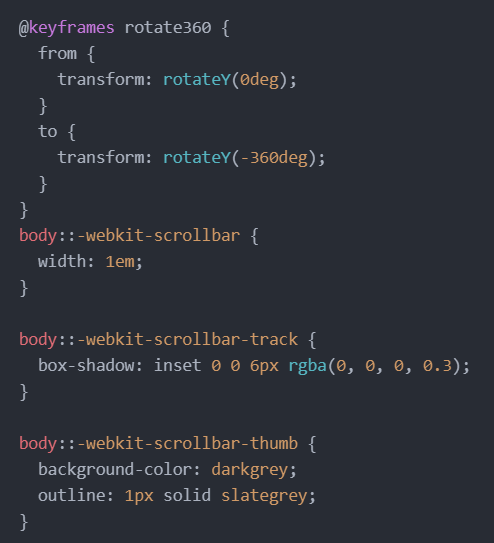 @keyframes rotate360 {
  from {
    transform: rotateY(0deg);
  }
  to {
    transform: rotateY(-360deg);
  }
}
body::-webkit-scrollbar {
  width: 1em;
}

body::-webkit-scrollbar-track {
  box-shadow: inset 0 0 6px rgba(0, 0, 0, 0.3);
}

body::-webkit-scrollbar-thumb {
  background-color: darkgrey;
  outline: 1px solid slategrey;
}